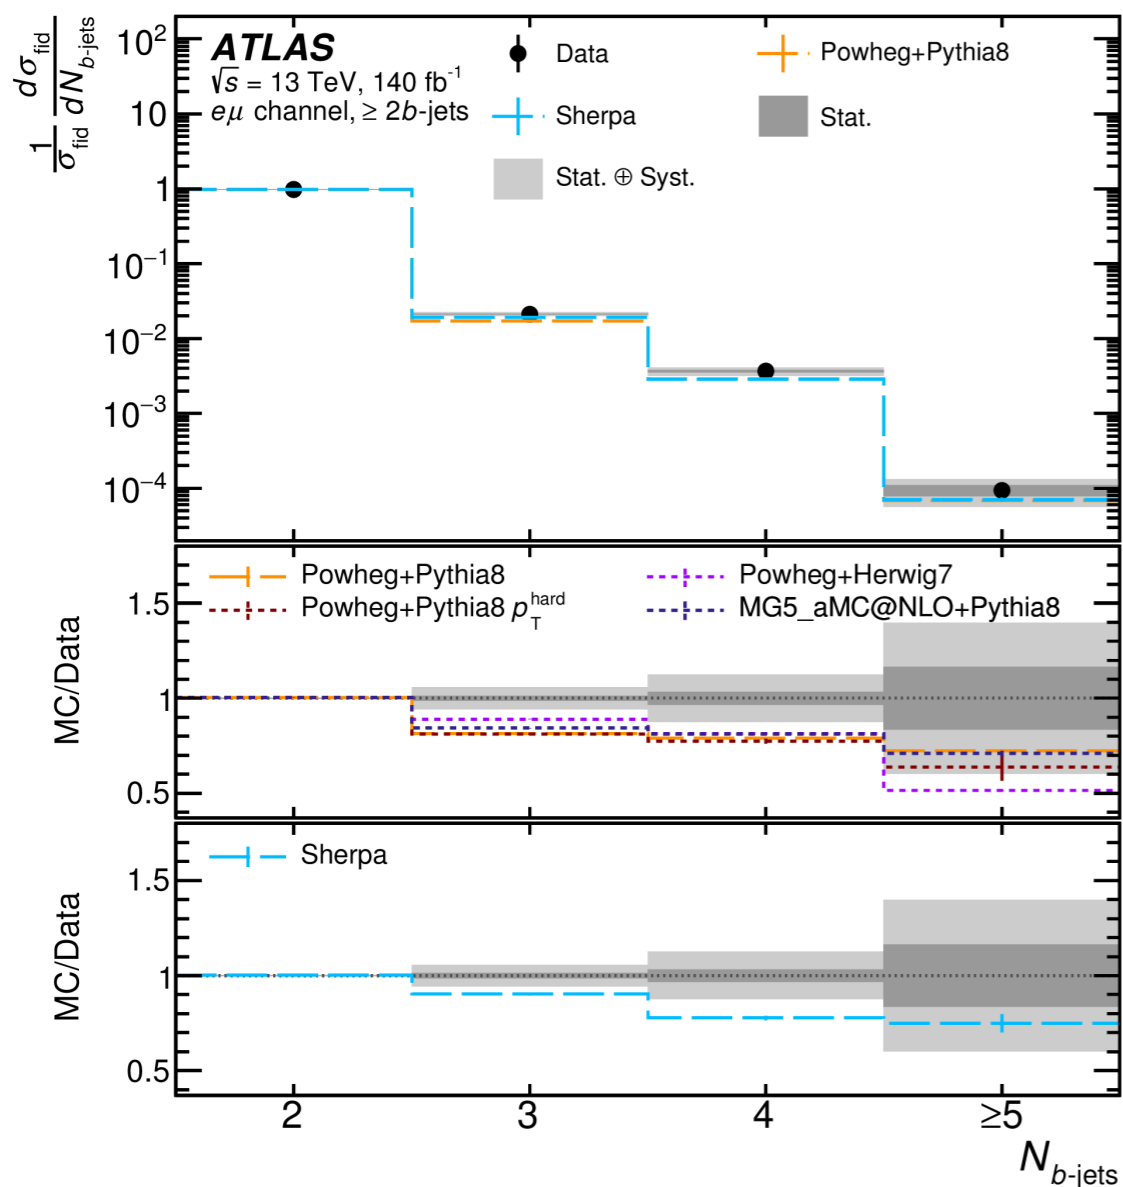 1/σ_fid dσ_fid/dN_b-jets
ATLAS
√s = 13 TeV, 140 fb⁻¹
eμ channel, ≥ 2b-jets
Data
Powheg+Pythia8
Sherpa
Stat.
Stat. ⊕ Syst.
10²
10
1
10⁻¹
10⁻²
10⁻³
10⁻⁴
MC/Data
Powheg+Pythia8
Powheg+Herwig7
Powheg+Pythia8 p_T^hard
MG5_aMC@NLO+Pythia8
1.5
1
0.5
MC/Data
Sherpa
1.5
1
0.5
2 3 4 ≥5
N_b-jets